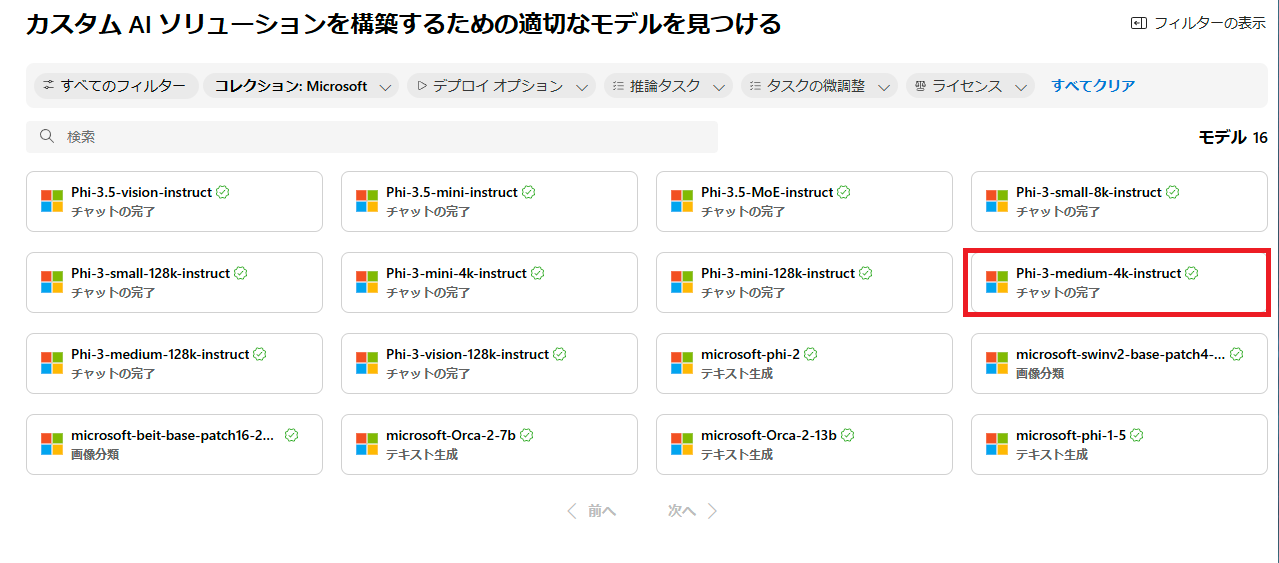 カスタム AI ソリューションを構築するための適切なモデルを見つける
フィルターの表示
すべてのフィルター
コレクション: Microsoft
デプロイ オプション
推論タスク
タスクの微調整
ライセンス
すべてクリア
検索
モデル 16
Phi-3.5-vision-instruct
チャットの完了
Phi-3.5-mini-instruct
チャットの完了
Phi-3.5-MoE-instruct
チャットの完了
Phi-3-small-8k-instruct
チャットの完了
Phi-3-small-128k-instruct
チャットの完了
Phi-3-mini-4k-instruct
チャットの完了
Phi-3-mini-128k-instruct
チャットの完了
Phi-3-medium-4k-instruct
チャットの完了
Phi-3-medium-128k-instruct
チャットの完了
Phi-3-vision-128k-instruct
チャットの完了
microsoft-phi-2
テキスト生成
microsoft-swinv2-base-patch4-...
画像分類
microsoft-beit-base-patch16-2...
画像分類
microsoft-Orca-2-7b
テキスト生成
microsoft-Orca-2-13b
テキスト生成
microsoft-phi-1-5
テキスト生成
前へ
次へ